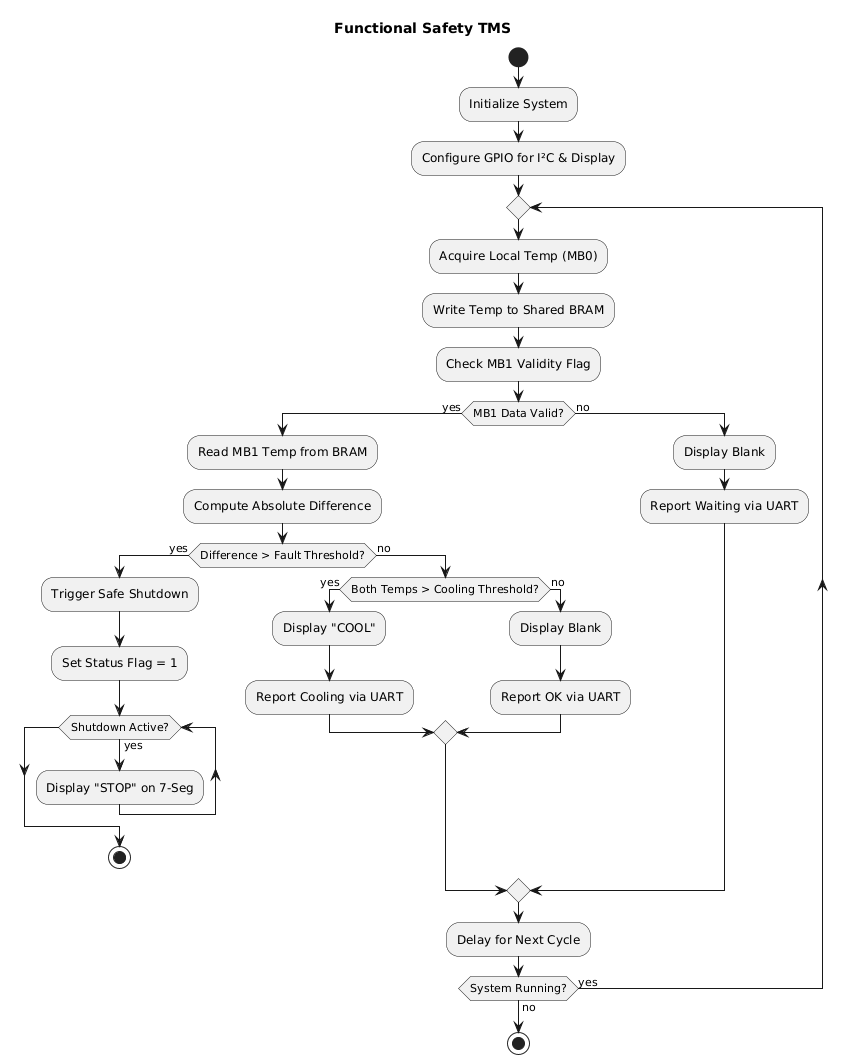 Functional Safety TMS
Initialize System
Configure GPIO for I²C & Display
Acquire Local Temp (MB0)
Write Temp to Shared BRAM
Check MB1 Validity Flag
yes
MB1 Data Valid?
no
Read MB1 Temp from BRAM
Display Blank
Compute Absolute Difference
Report Waiting via UART
yes
Difference > Fault Threshold?
no
Trigger Safe Shutdown
yes
Both Temps > Cooling Threshold?
no
Display "COOL"
Display Blank
Set Status Flag = 1
Report Cooling via UART
Report OK via UART
Shutdown Active?
yes
Display "STOP" on 7-Seg
Delay for Next Cycle
System Running?
yes
no